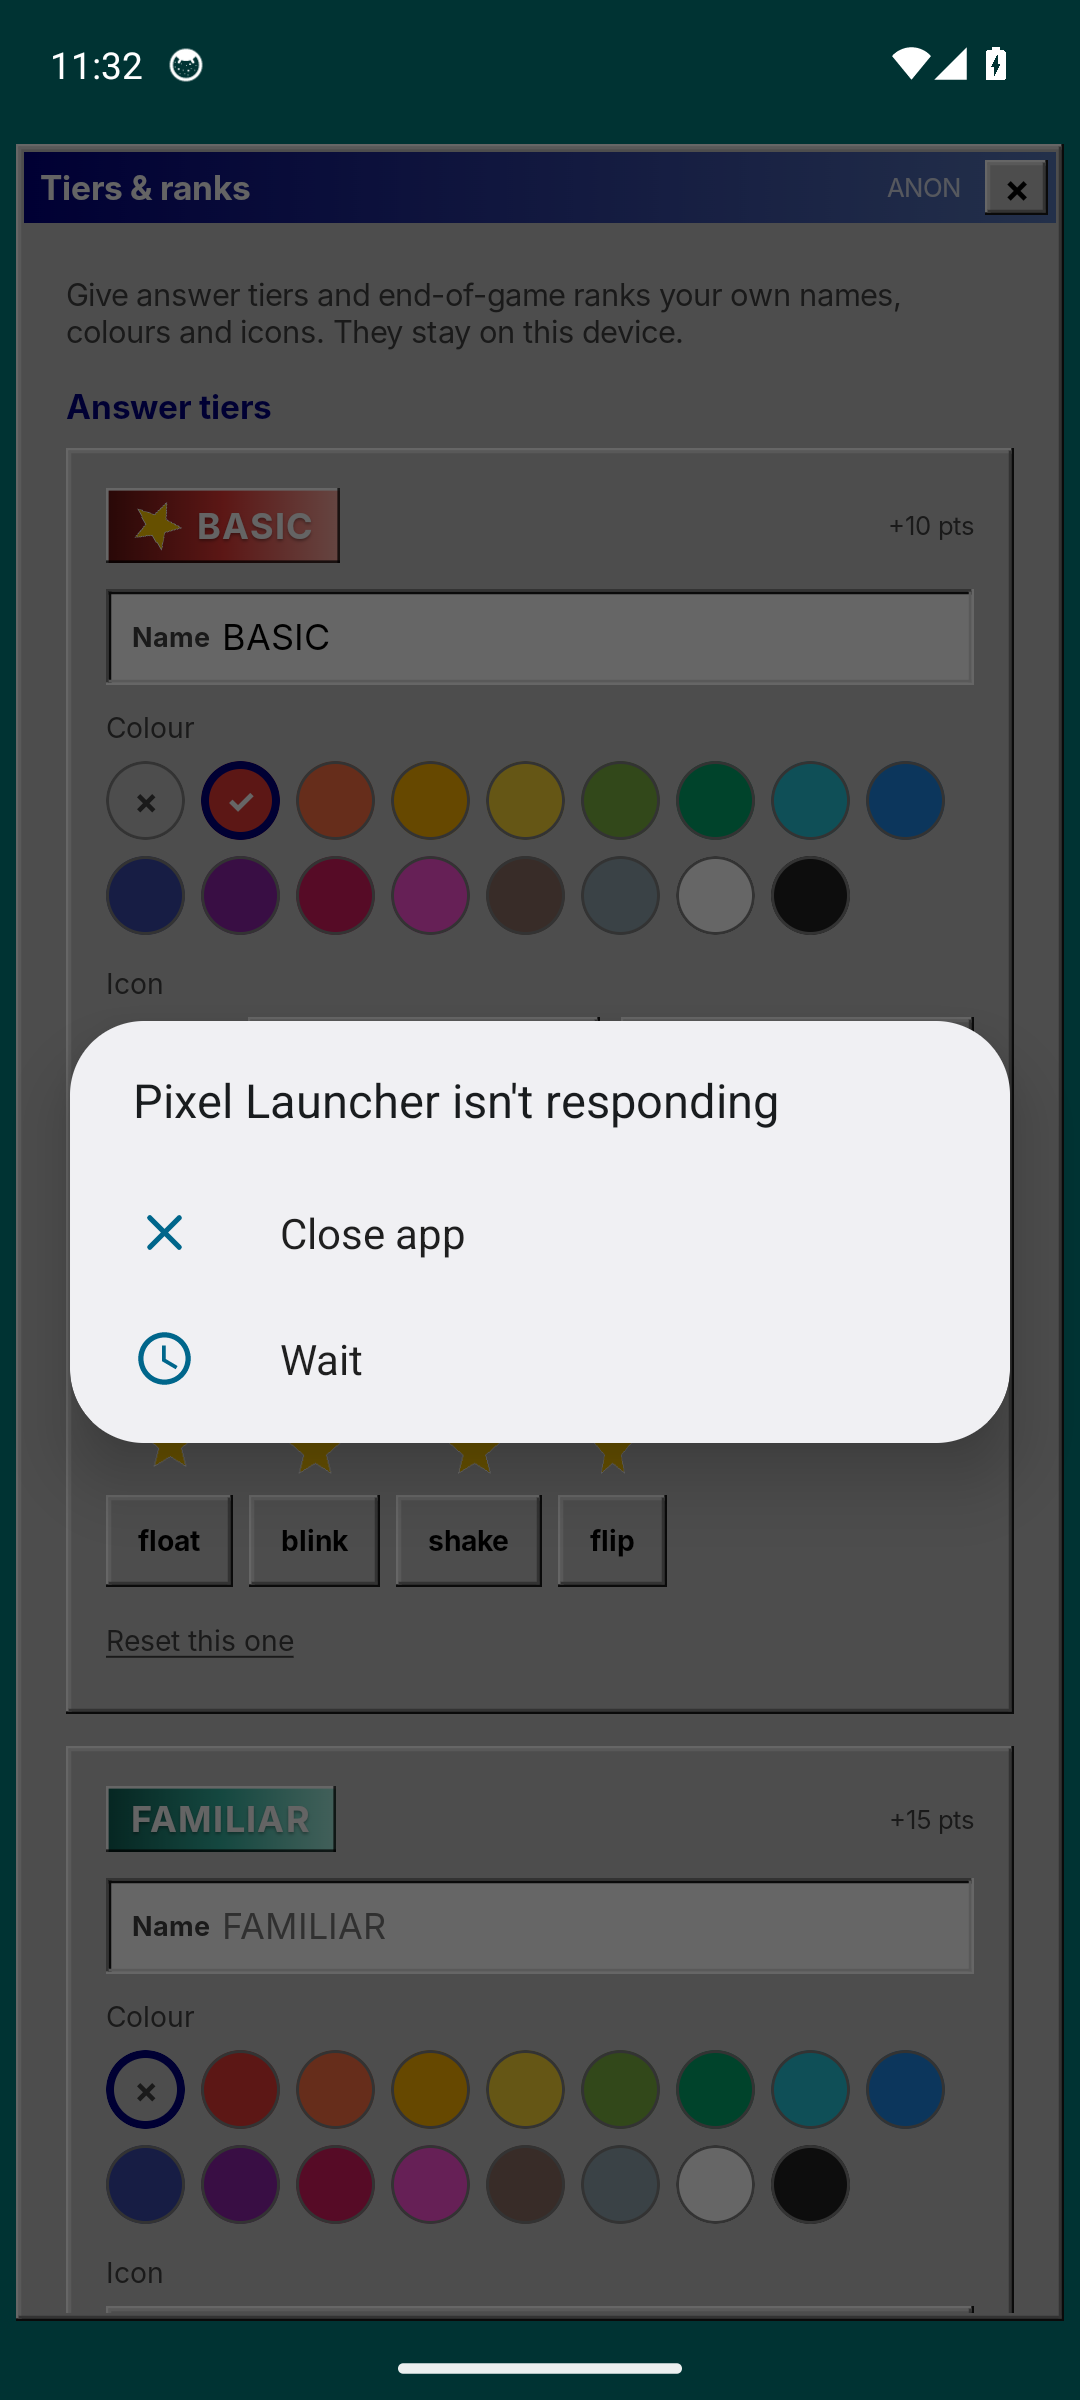 11:32
Tiers & ranks
ANON
Give answer tiers and end-of-game ranks your own names,
colours and icons. They stay on this device.
Answer tiers
BASIC
+10 pts
Name BASIC
Colour
Icon
Pixel Launcher isn't responding
Close app
Wait
float
blink
shake
flip
Reset this one
FAMILIAR
+15 pts
Name FAMILIAR
Colour
Icon